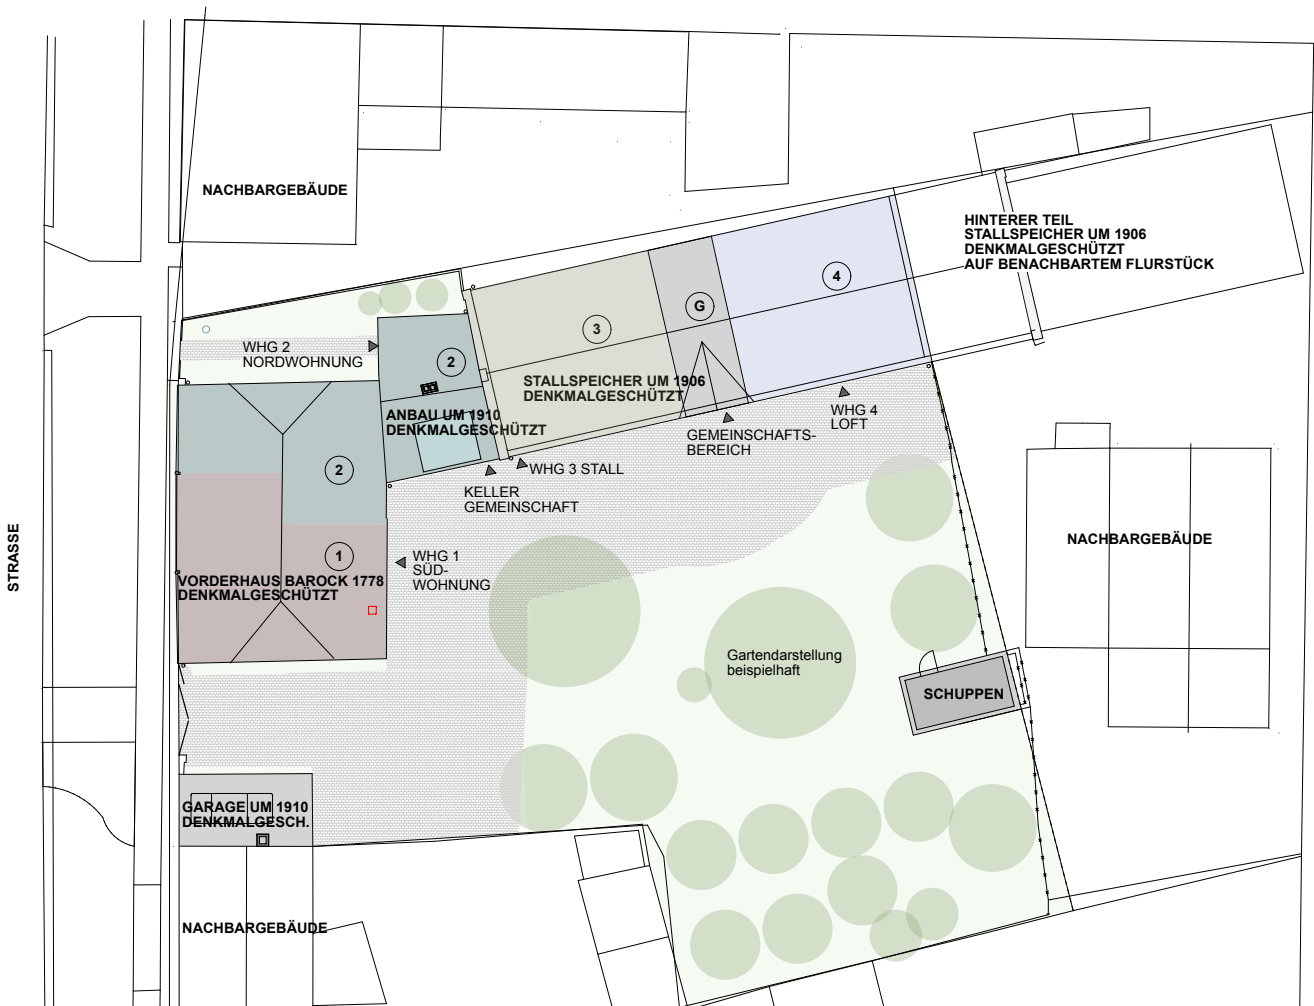 NACHBARGEBÄUDE
HINTERER TEIL
STALLSPEICHER UM 1906
DENKMALGESCHÜTZT
AUF BENACHBARTEM FLURSTÜCK
4
G
3
WHG 2
NORDWOHNUNG
2
STALLSPEICHER UM 1906
DENKMALGESCHÜTZT
ANBAU UM 1910
DENKMALGESCHÜTZT
WHG 4
LOFT
GEMEINSCHAFTS-
BEREICH
WHG 3 STALL
KELLER
GEMEINSCHAFT
2
1
WHG 1
SÜD-
WOHNUNG
VORDERHAUS BAROCK 1778
DENKMALGESCHÜTZT
STRASSE
NACHBARGEBÄUDE
Gartendarstellung
beispielhaft
SCHUPPEN
GARAGE UM 1910
DENKMALGESCH.
NACHBARGEBÄUDE